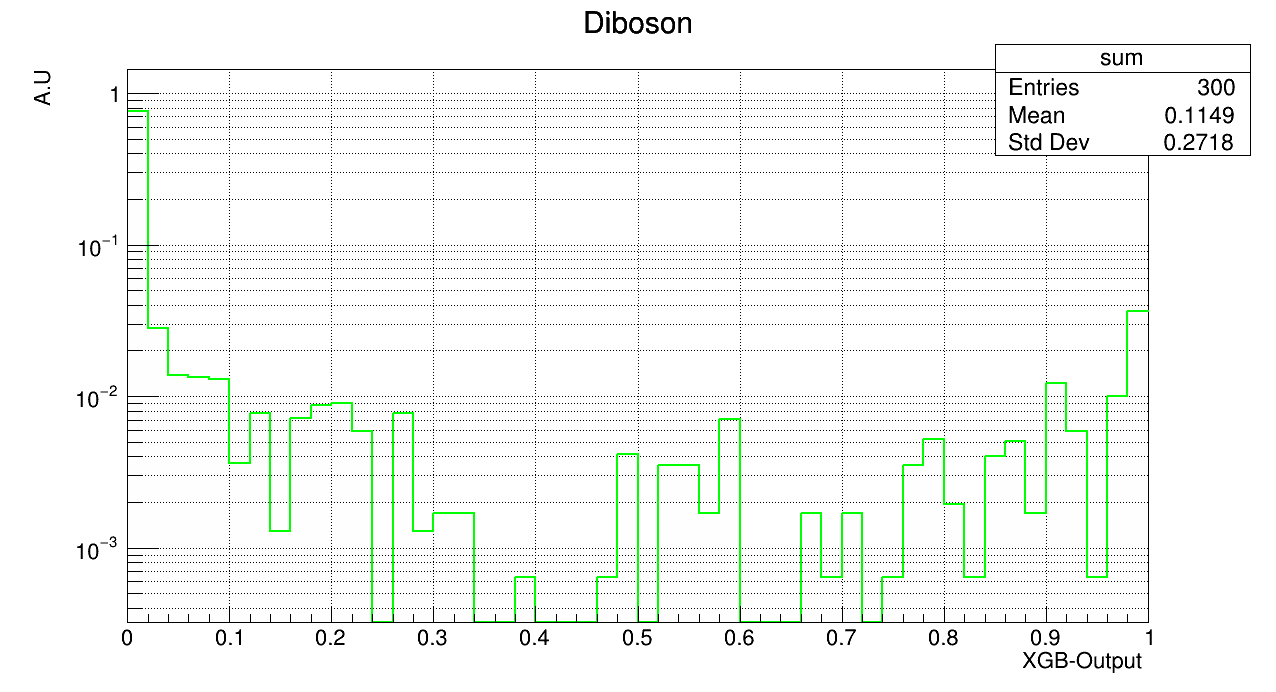 Diboson
A.U
sum
Entries 300
Mean 0.1149
Std Dev 0.2718
1
10⁻¹
10⁻²
10⁻³
0 0.1 0.2 0.3 0.4 0.5 0.6 0.7 0.8 0.9 1
XGB-Output